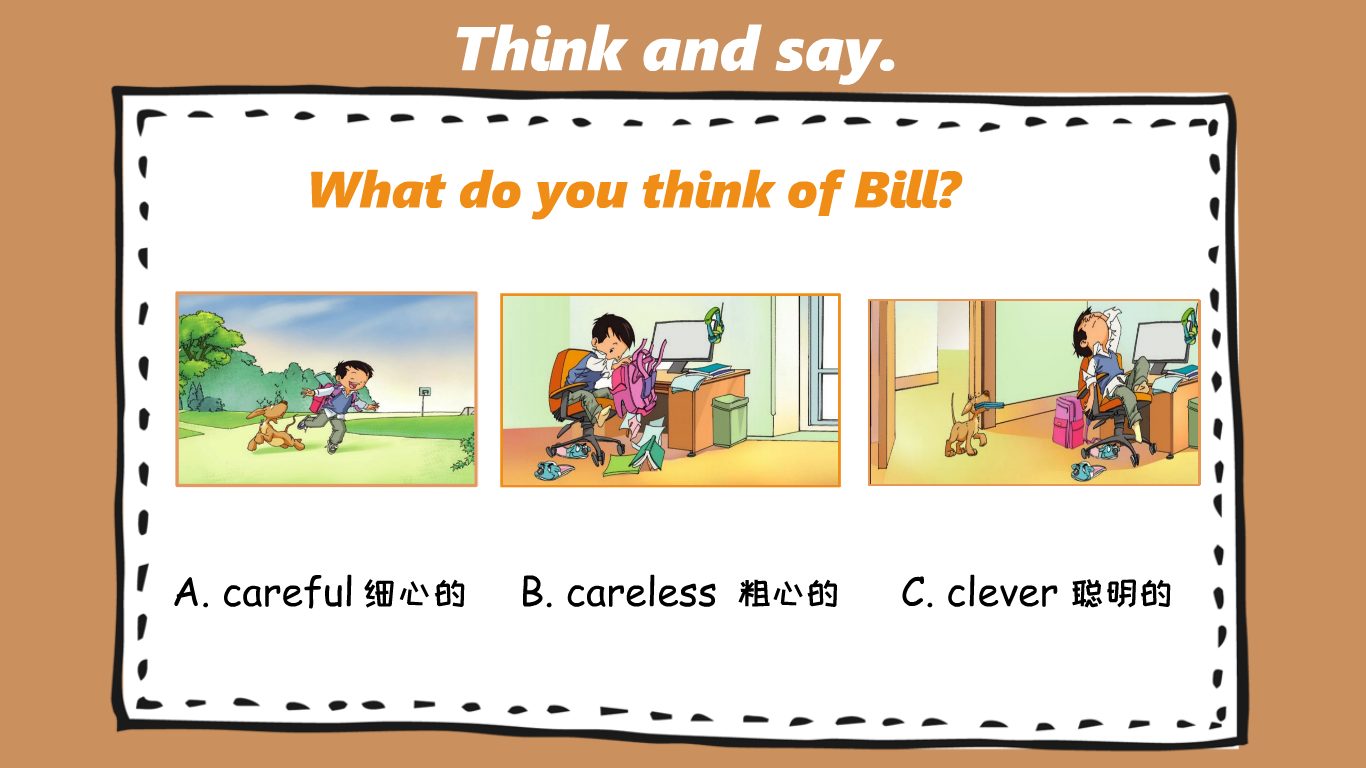 Think and say.
What do you think of Bill?
A. careful 细心的 B. careless 粗心的 C. clever 聪明的